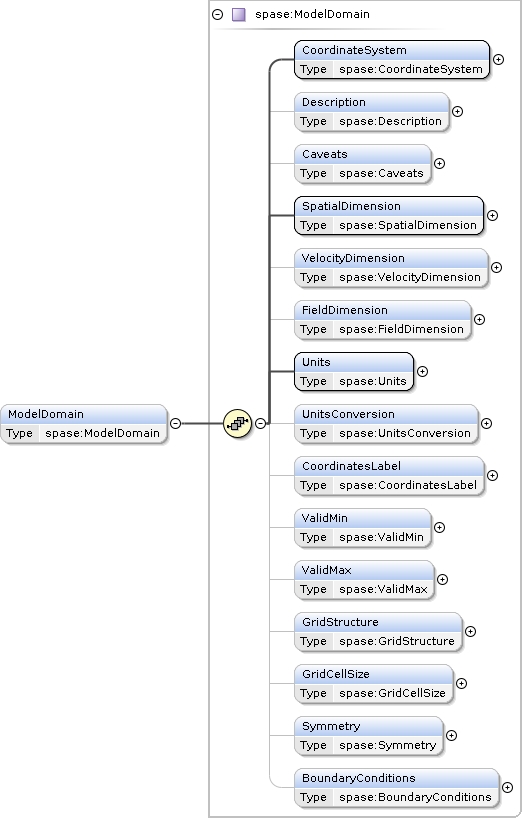 spase:ModelDomain
CoordinateSystem
Type spase:CoordinateSystem
Description
Type spase:Description
Caveats
Type spase:Caveats
SpatialDimension
Type spase:SpatialDimension
VelocityDimension
Type spase:VelocityDimension
FieldDimension
Type spase:FieldDimension
Units
Type spase:Units
ModelDomain
Type spase:ModelDomain
UnitsConversion
Type spase:UnitsConversion
CoordinatesLabel
Type spase:CoordinatesLabel
ValidMin
Type spase:ValidMin
ValidMax
Type spase:ValidMax
GridStructure
Type spase:GridStructure
GridCellSize
Type spase:GridCellSize
Symmetry
Type spase:Symmetry
BoundaryConditions
Type spase:BoundaryConditions